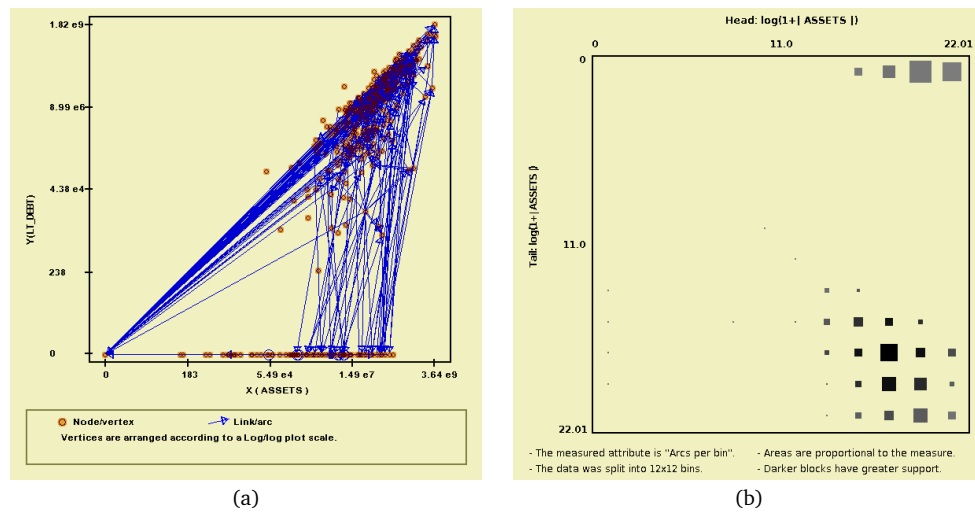 1.82 e9
8.99 e6
4.38 e4
238
0
Y(LT_DEBT)
0
183
5.49 e4
1.49 e7
3.64 e9
X ( ASSETS )
Node/vertex
Link/arc
Vertices are arranged according to a Log/log plot scale.
(a)
Head: log(1+| ASSETS |)
0
11.0
22.01
0
11.0
22.01
Tail: log(1+| ASSETS |)
- The measured attribute is "Arcs per bin".
- Areas are proportional to the measure.
- The data was split into 12x12 bins.
- Darker blocks have greater support.
(b)